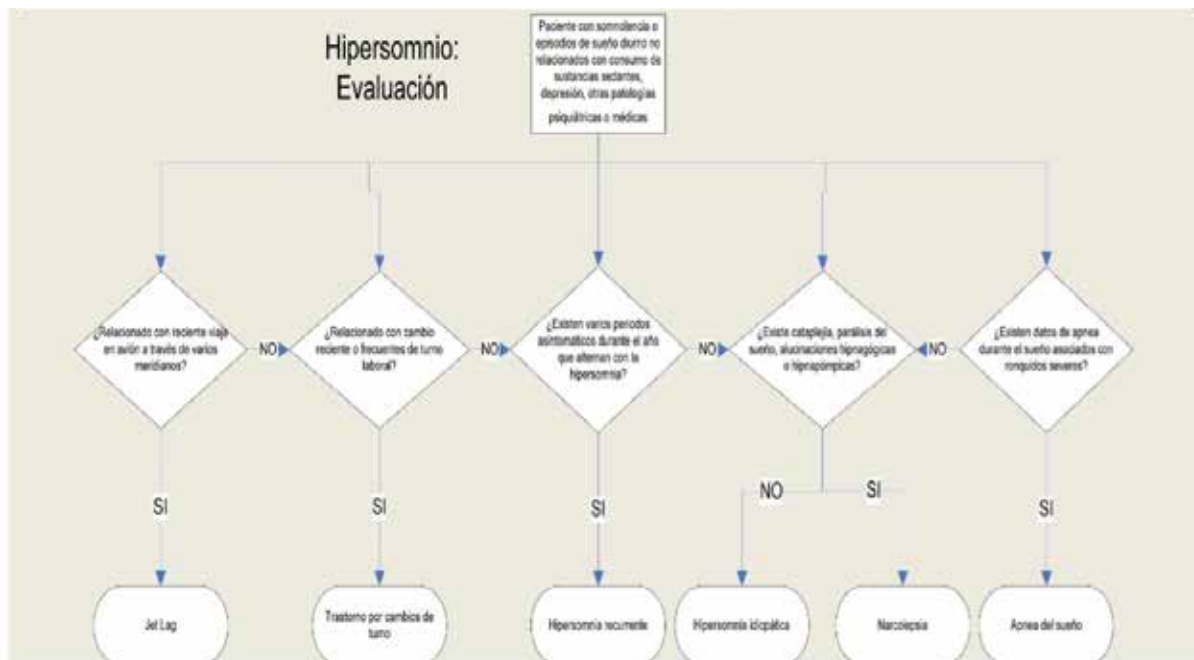 Hipersomnio:
Evaluación
Paciente con somnolencia o
episodios de sueño diurno no
relacionados con consumo de
sustancias sedantes,
depresión, otras patologías
psiquiátricas o médicas
¿Relacionado con reciente viaje
en avión a través de varios
meridianos?
NO
¿Relacionado con cambio
reciente o frecuentes de turno
laboral?
NO
¿Existen varios periodos
asintomáticos durante el año
que alternan con la
hipersomnia?
NO
¿Existe cataplejía, parálisis del
sueño, alucinaciones hipnagógicas
o hipnapómpicas?
NO
¿Existen datos de apnea
durante el sueño asociados con
ronquidos severos?
SI
SI
SI
NO
SI
SI
Jet Lag
Trastorno por cambios de
turno
Hipersomnia recurrente
Hipersomnia idiopática
Narcolepsia
Apnea del sueño